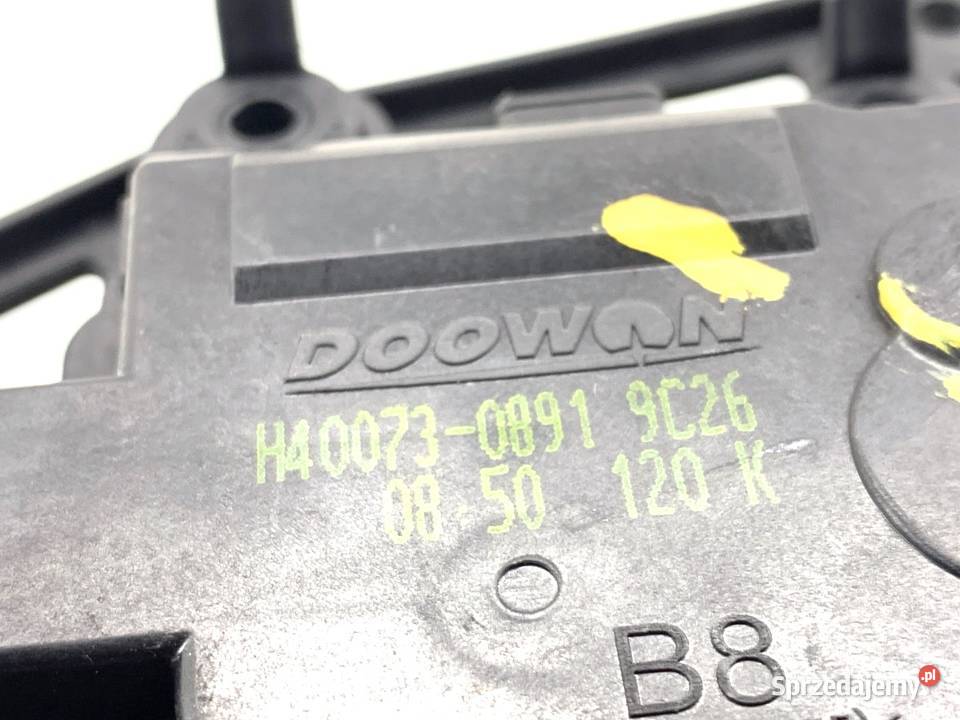 DOOWON
H40073-0891 9C26
08 50 120 K
B8
Sprzedajemy.pl